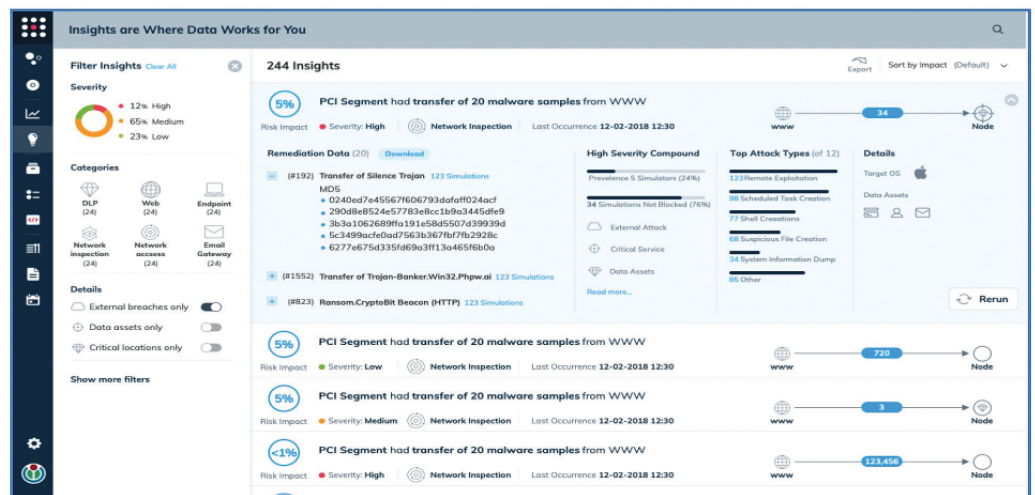 Insights are Where Data Works for You
Filter Insights Clear All
Severity
12% High
65% Medium
23% Low
Categories
DLP
(24)
Web
(24)
Endpoint
(24)
Network
inspection
(24)
Network
accsess
(24)
Email
Gateway
(24)
Details
External breaches only
Data assets only
Critical locations only
Show more filters
244 Insights
Export
Sort by Impact (Default)
5%
Risk Impact
PCI Segment had transfer of 20 malware samples from WWW
Severity: High
Network Inspection
Last Occurrence 12-02-2018 12:30
www
34
Node
Remediation Data (20) Download
(#192) Transfer of Silence Trojan 123 Simulations
MD5
• 0240ed7e45567f606793dafaff024acf
• 290d8e8524e57783e8cc1b9a3445dfe9
• 3b3a1062689ffa191e58d5507d39939d
• 5c3499acfe0ad7563b367fbf7fb2928c
• 6277e675d335fd69a3ff13a465f6b0a
(#1552) Transfer of Trojan-Banker.Win32.Phpw.ai 123 Simulations
(#823) Ransom.CryptoBit Beacon (HTTP) 123 Simulations
High Severity Compound
Prevalence 5 Simulators (24%)
34 Simulations Not Blocked (76%)
External Attack
Critical Service
Data Assets
Read more...
Top Attack Types (of 12)
123 Remote Exploitation
98 Scheduled Task Creation
77 Shell Creaations
68 Suspicious File Creation
34 System Information Dump
85 Other
Details
Target OS
Data Assets
Rerun
5%
Risk Impact
PCI Segment had transfer of 20 malware samples from WWW
Severity: Low
Network Inspection
Last Occurrence 12-02-2018 12:30
www
720
Node
5%
Risk Impact
PCI Segment had transfer of 20 malware samples from WWW
Severity: Medium
Network Inspection
Last Occurrence 12-02-2018 12:30
www
3
Node
<1%
Risk Impact
PCI Segment had transfer of 20 malware samples from WWW
Severity: High
Network Inspection
Last Occurrence 12-02-2018 12:30
www
123,456
Node